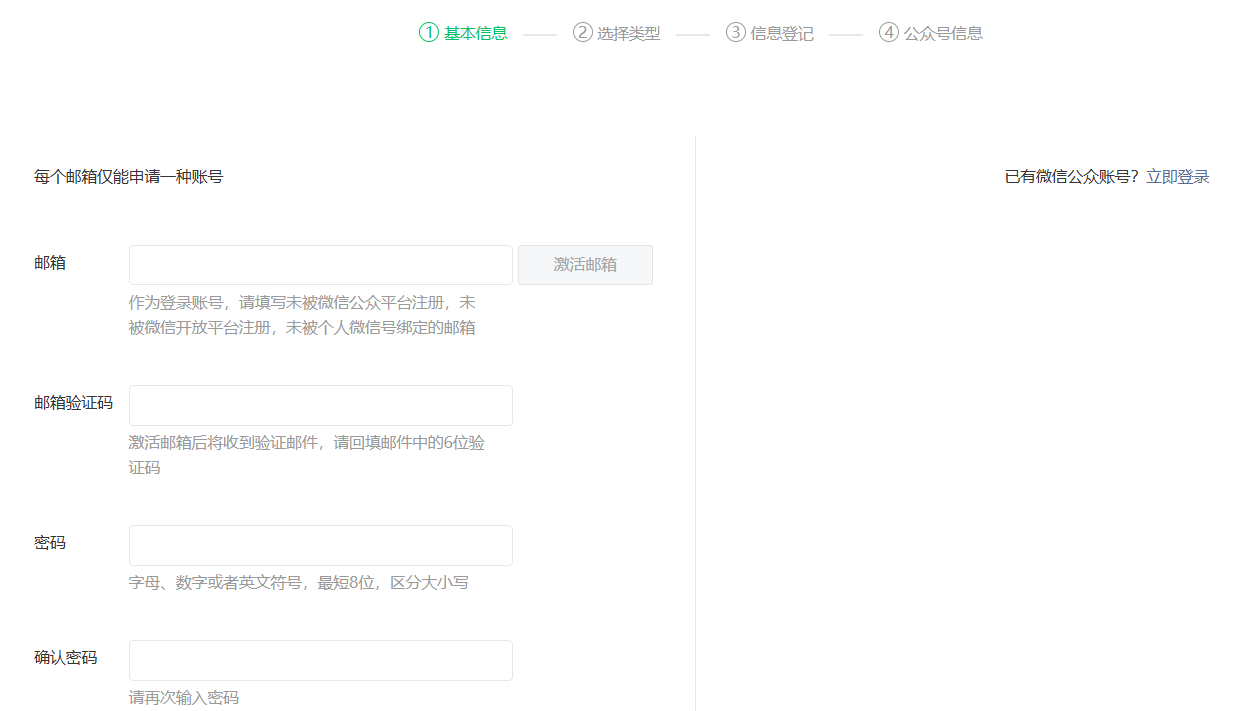 ① 基本信息 ② 选择类型 ③ 信息登记 ④ 公众号信息
每个邮箱仅能申请一种账号
已有微信公众账号？立即登录
邮箱
激活邮箱
作为登录账号，请填写未被微信公众平台注册，未
被微信开放平台注册，未被个人微信号绑定的邮箱
邮箱验证码
激活邮箱后将收到验证邮件，请回填邮件中的6位验
证码
密码
字母、数字或者英文符号，最短8位，区分大小写
确认密码
请再次输入密码